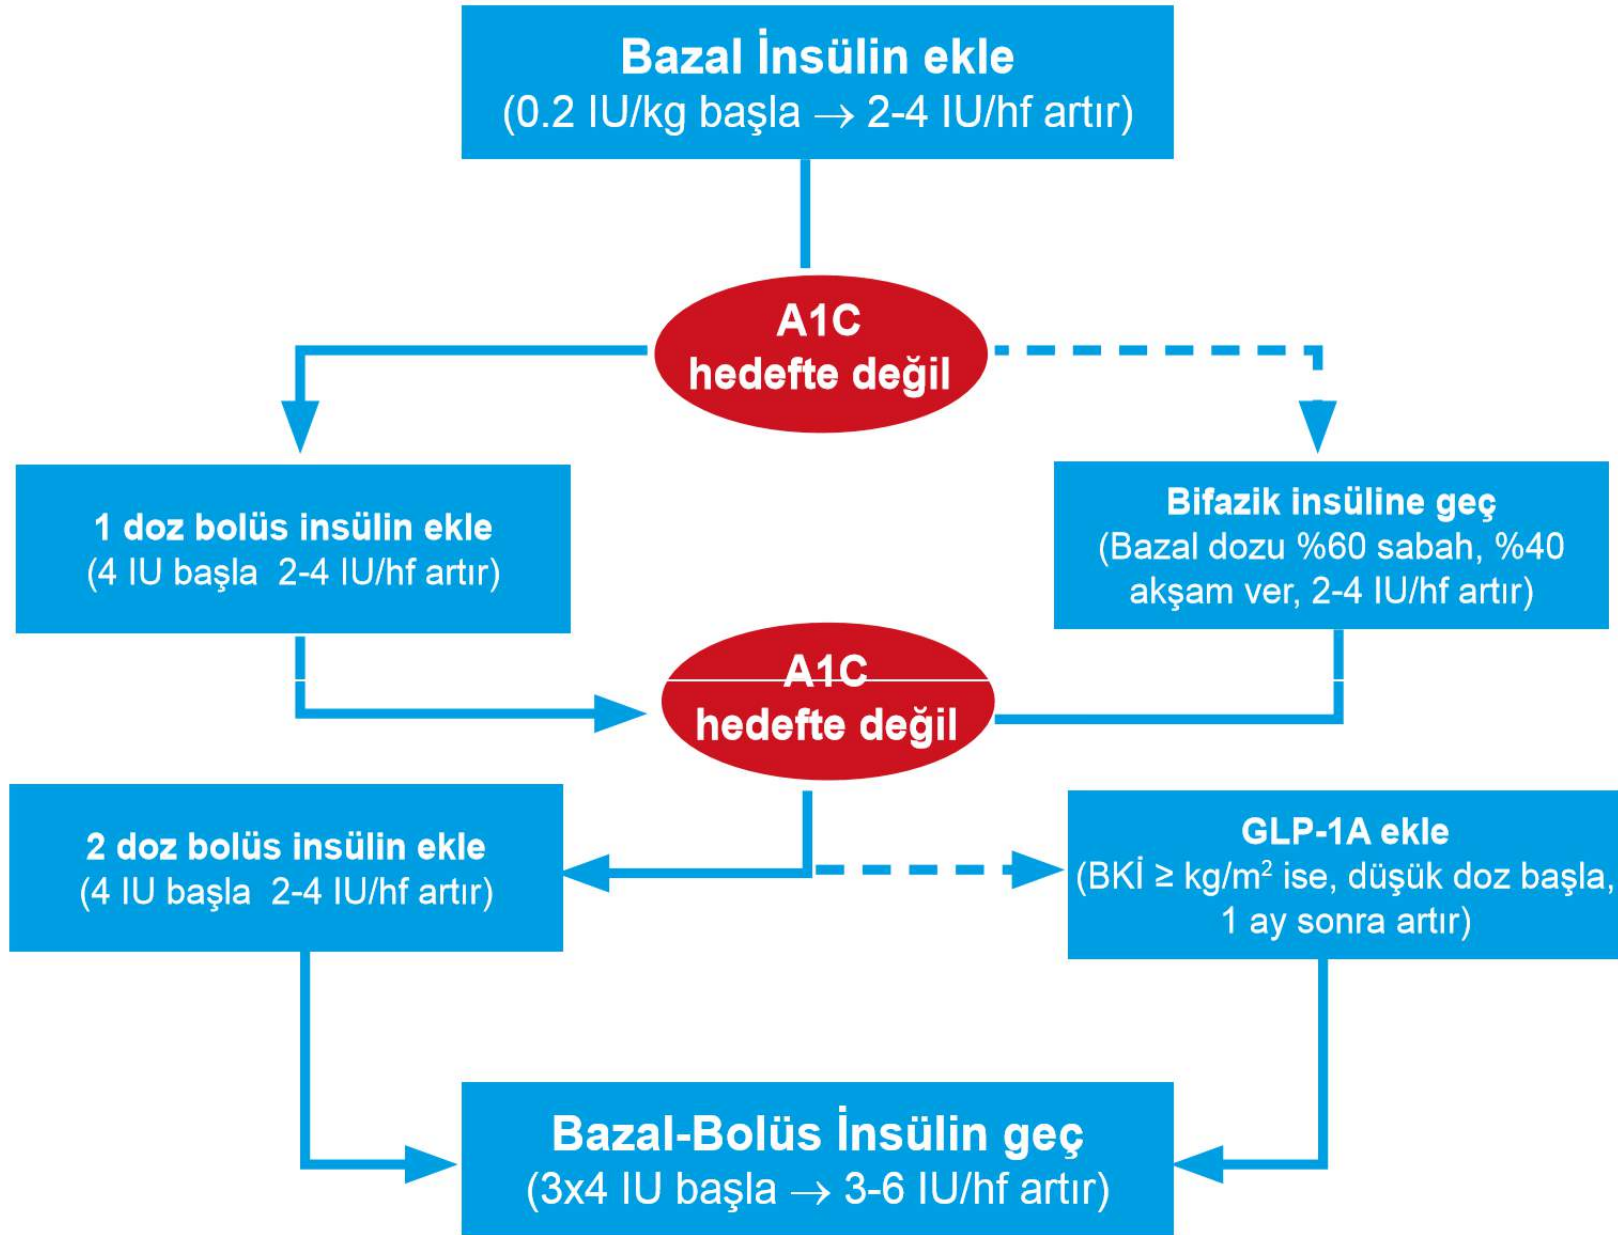 Bazal İnsülin ekle
(0.2 IU/kg başla → 2-4 IU/hf artır)
A1C
hedefte değil
1 doz bolüs insülin ekle
(4 IU başla  2-4 IU/hf artır)
Bifazik insüline geç
(Bazal dozu %60 sabah, %40
akşam ver, 2-4 IU/hf artır)
A1C
hedefte değil
2 doz bolüs insülin ekle
(4 IU başla  2-4 IU/hf artır)
GLP-1A ekle
(BKİ ≥ kg/m² ise, düşük doz başla,
1 ay sonra artır)
Bazal-Bolüs İnsülin geç
(3x4 IU başla → 3-6 IU/hf artır)